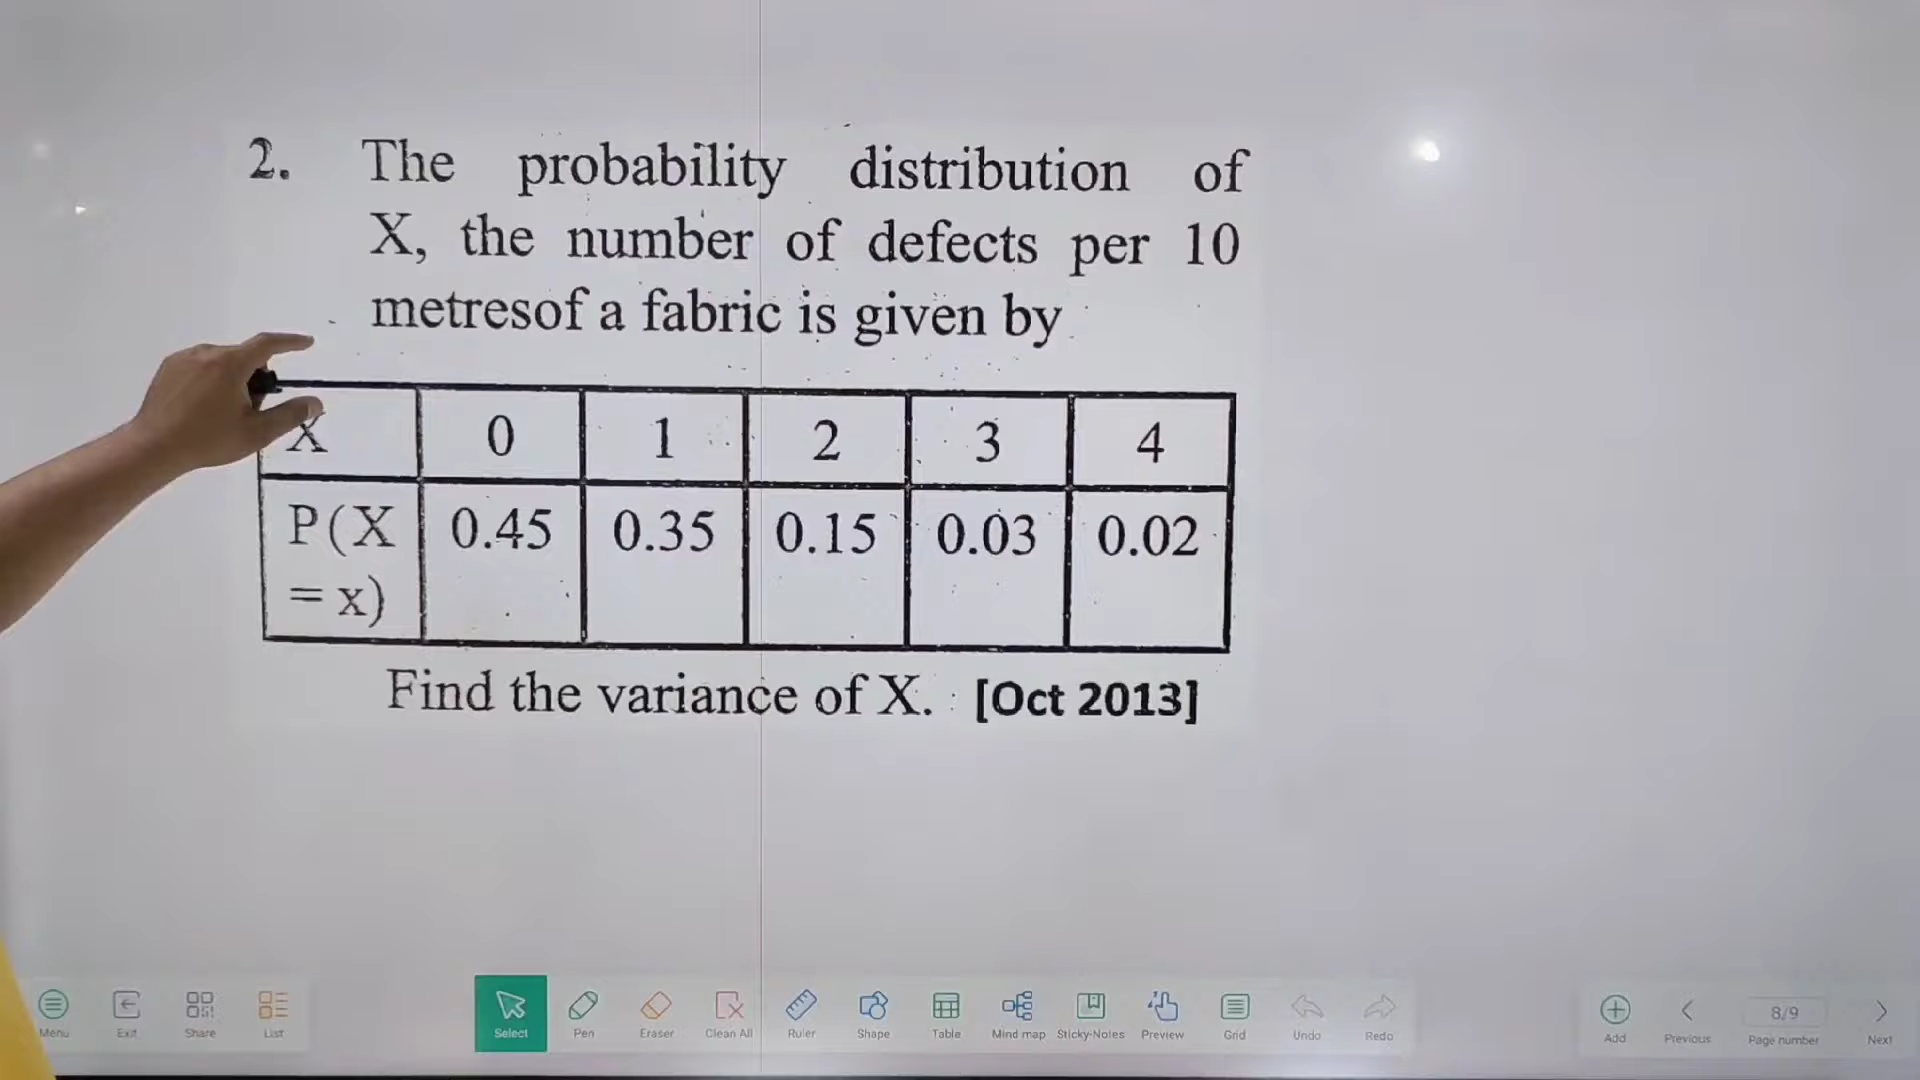 2. The probability distribution of
X, the number of defects per 10
metresof a fabric is given by
X 0 1 2 3 4
P(X 0.45 0.35 0.15 0.03 0.02
= x)
Find the variance of X. [Oct 2013]
Menu Exit Share List Select Pen Eraser Clean All Ruler Shape Table Mind map Sticky-Notes Preview Grid Undo Redo Add Previous 8/9 Page number Next